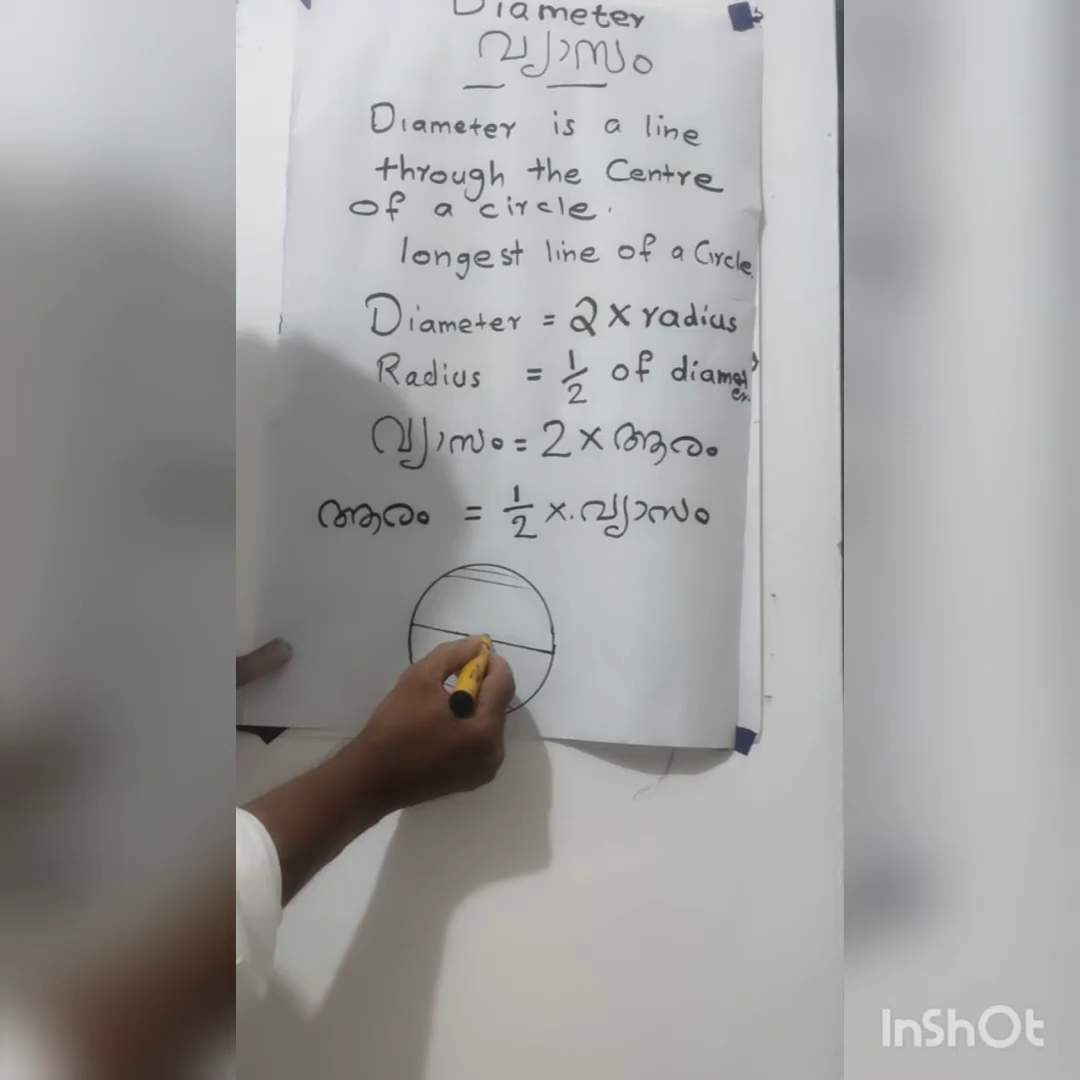 Diameter
വ്യാസം
Diameter is a line
through the Centre
of a circle.
longest line of a Circle.
Diameter = 2 × radius
Radius = 1/2 of diameter.
വ്യാസം = 2 × ആരം
ആരം = 1/2 ×. വ്യാസം
InShOt